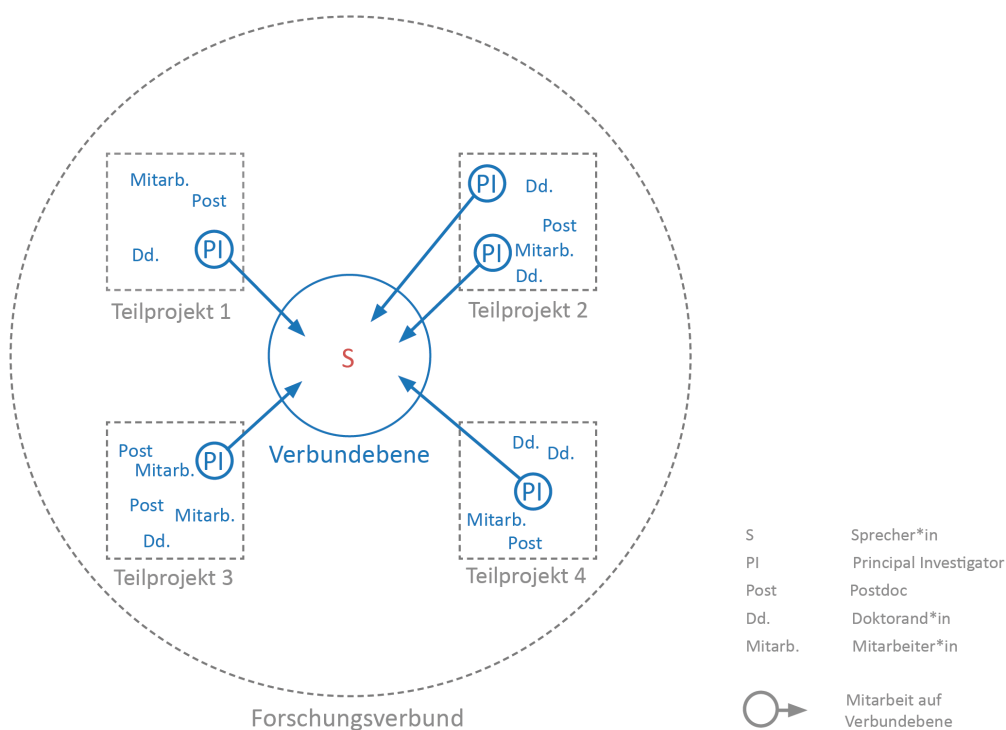 Mitarb.
Post
Dd.
PI
Teilprojekt 1
PI
Dd.
Post
PI
Mitarb.
Dd.
Teilprojekt 2
S
Verbundebene
Post
PI
Mitarb.
Post
Mitarb.
Dd.
Teilprojekt 3
Dd.
Dd.
PI
Mitarb.
Post
Teilprojekt 4
Forschungsverbund
S Sprecher*in
PI Principal Investigator
Post Postdoc
Dd. Doktorand*in
Mitarb. Mitarbeiter*in
Mitarbeit auf
Verbundebene